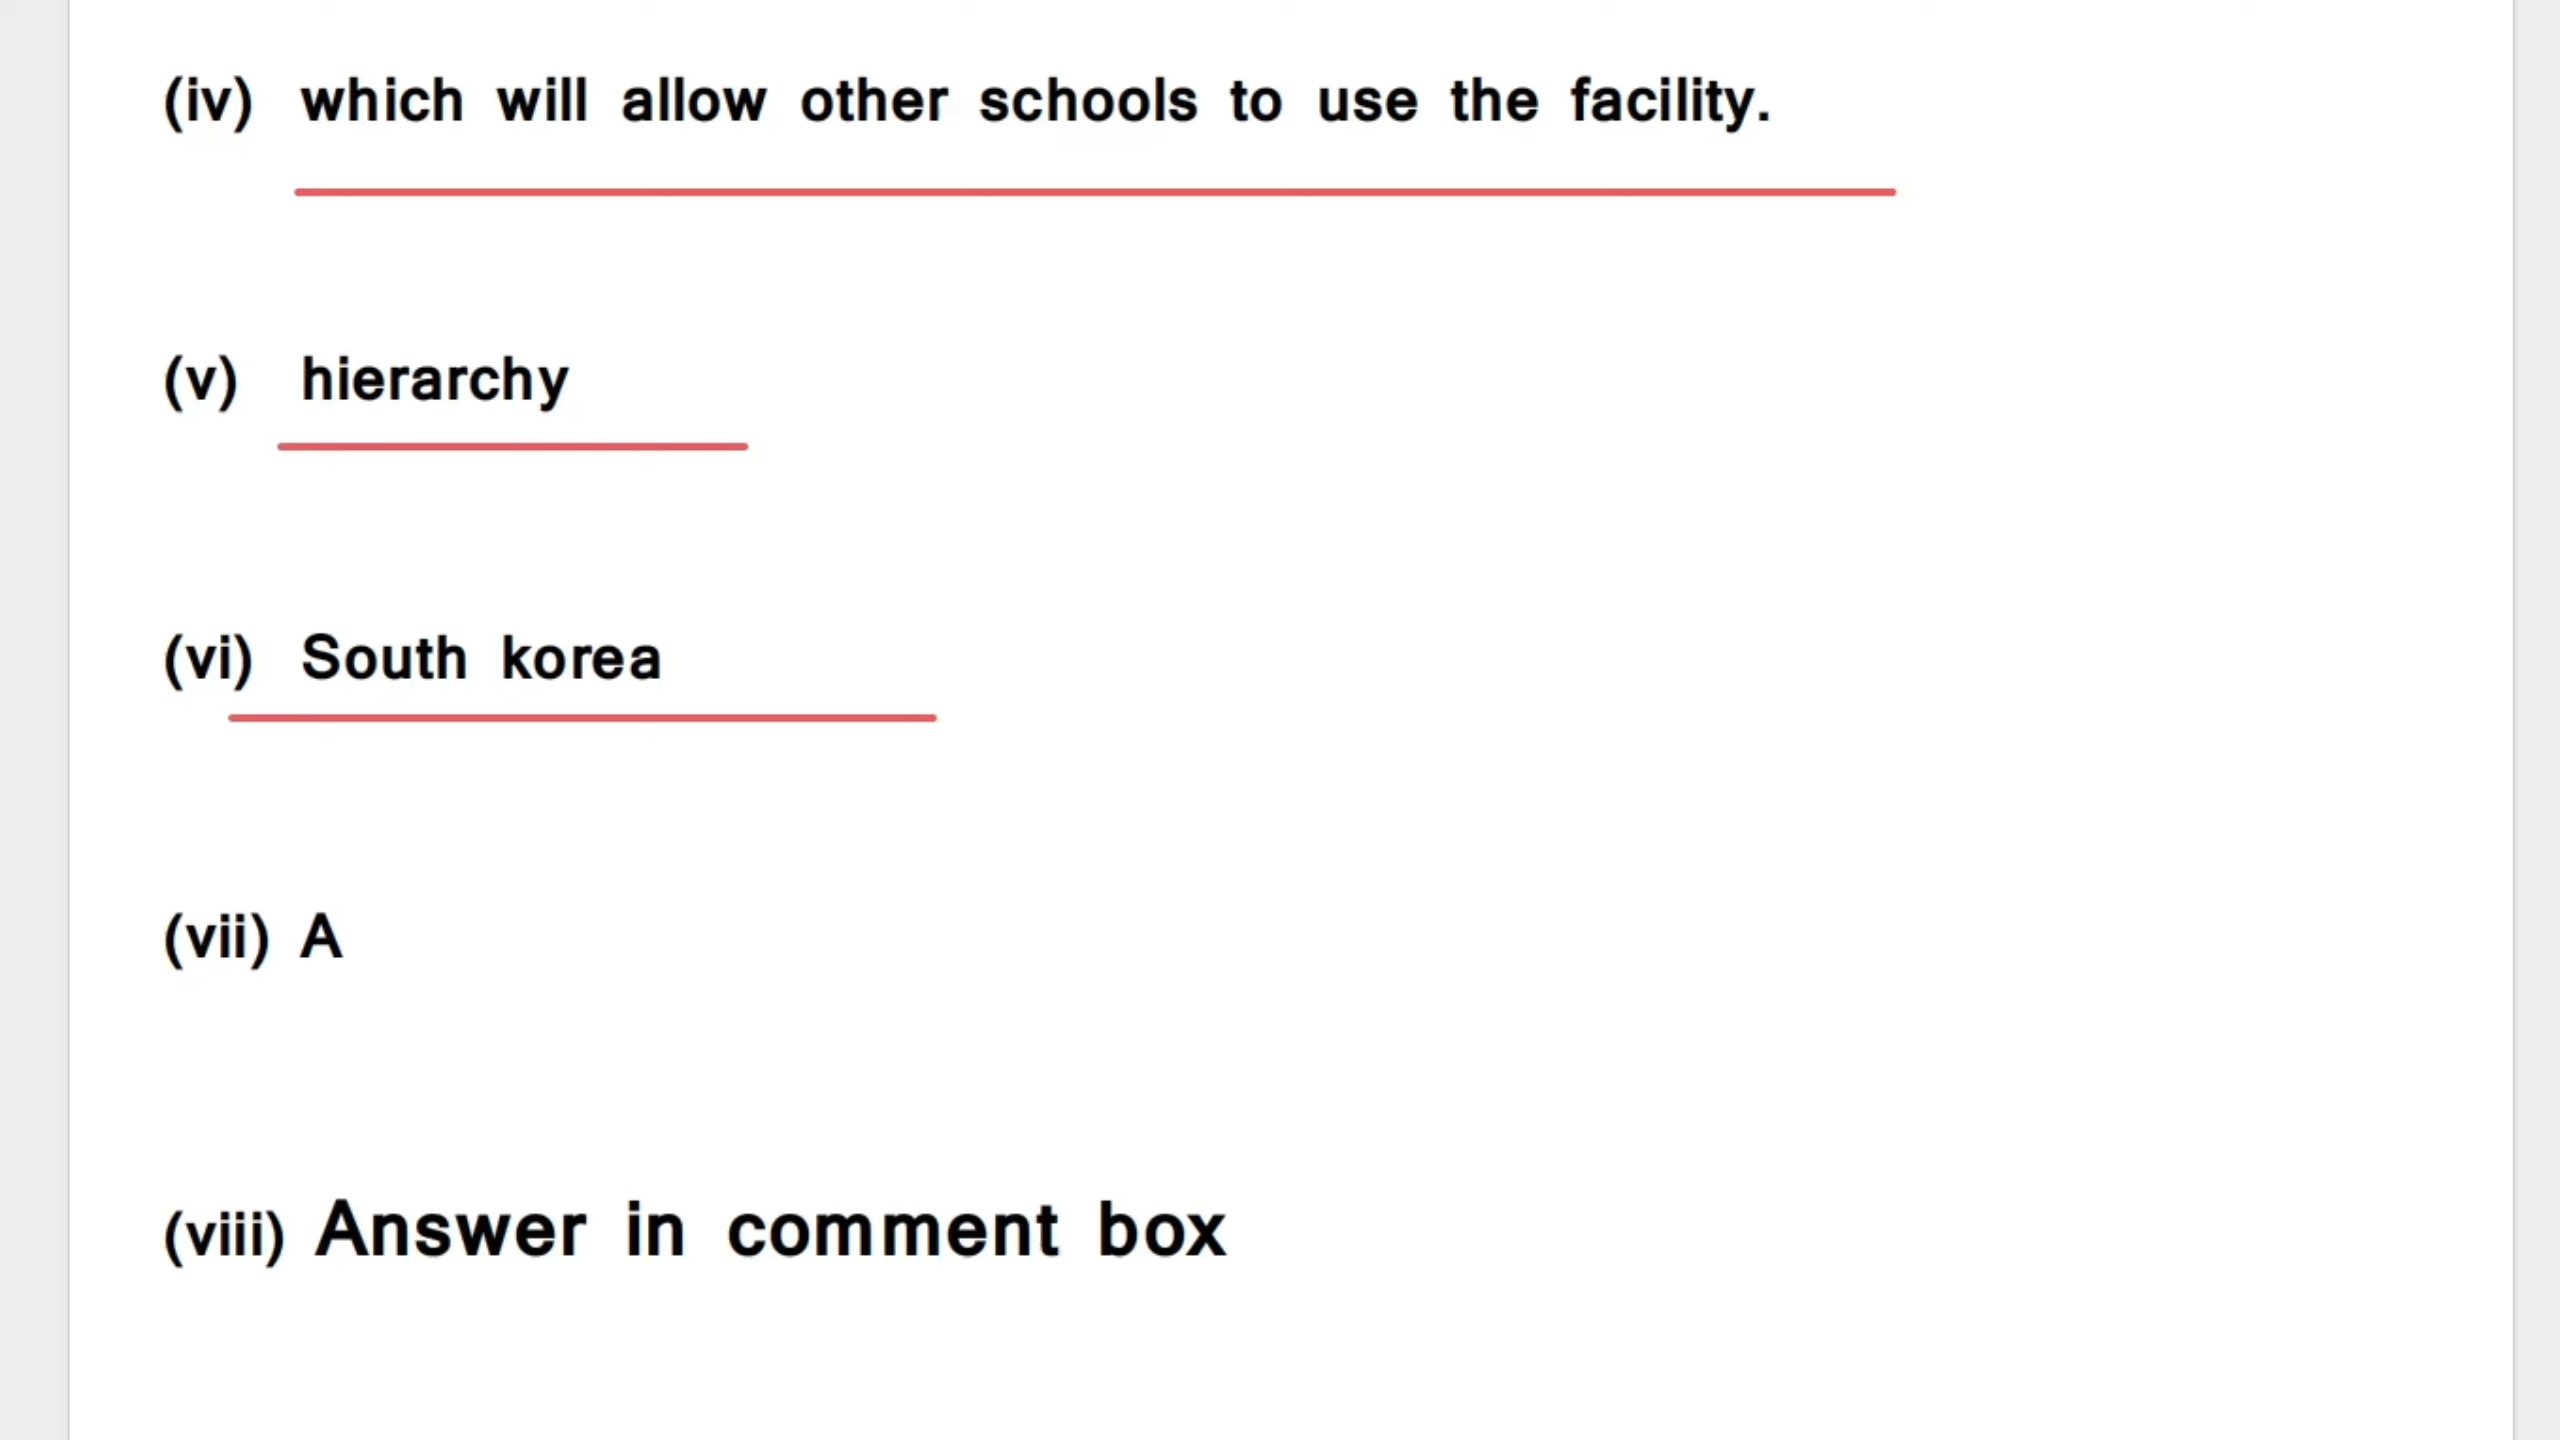 (iv) which will allow other schools to use the facility.
(v) hierarchy
(vi) South korea
(vii) A
(viii) Answer in comment box